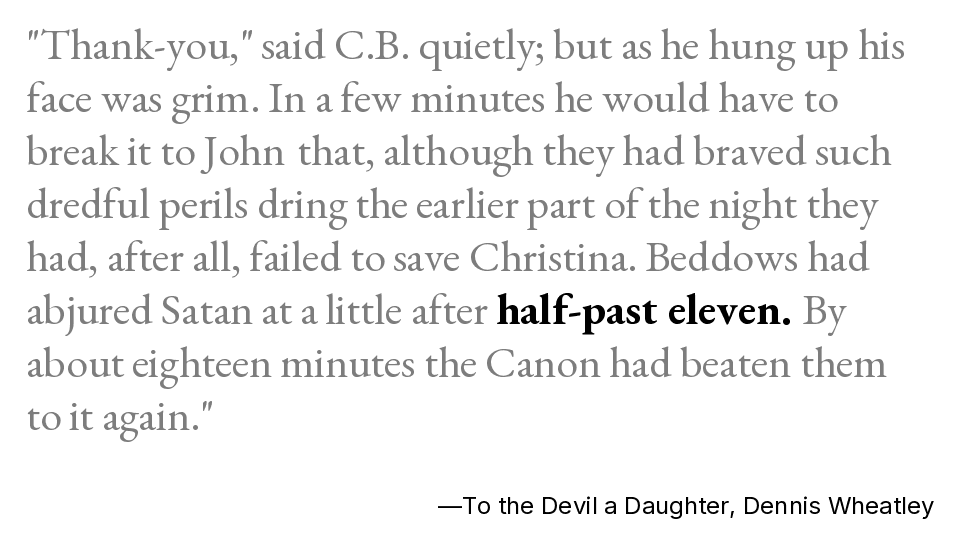 "Thank-you," said C.B. quietly; but as he hung up his
face was grim. In a few minutes he would have to
break it to John that, although they had braved such
dredful perils dring the earlier part of the night they
had, after all, failed to save Christina. Beddows had
abjured Satan at a little after half-past eleven. By
about eighteen minutes the Canon had beaten them
to it again."
—To the Devil a Daughter, Dennis Wheatley